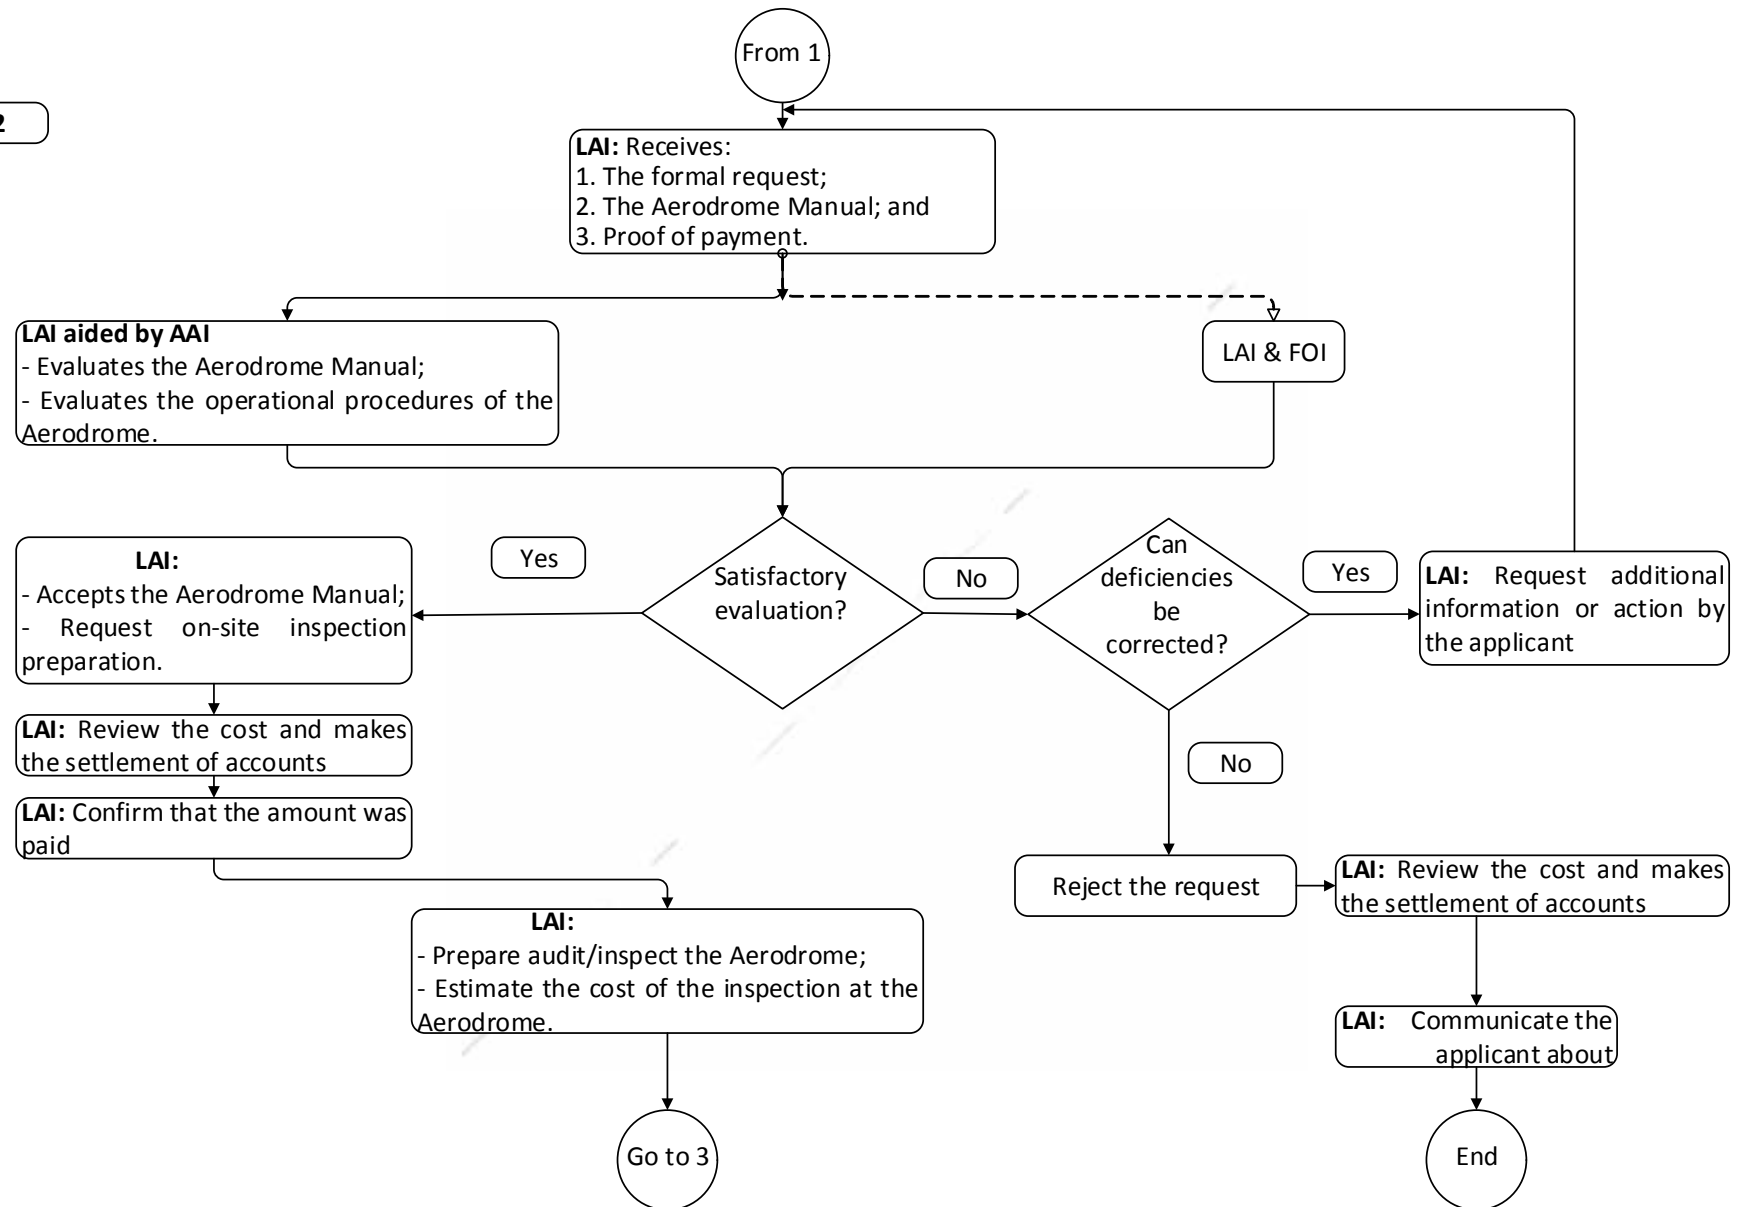 From 1
2
LAI: Receives:
1. The formal request;
2. The Aerodrome Manual; and
3. Proof of payment.
LAI aided by AAI
- Evaluates the Aerodrome Manual;
- Evaluates the operational procedures of the
Aerodrome.
LAI & FOI
LAI:
- Accepts the Aerodrome Manual;
- Request on-site inspection
preparation.
Yes
Satisfactory
evaluation?
No
Can
deficiencies
be
corrected?
Yes
LAI: Request additional
information or action by
the applicant
LAI: Review the cost and makes
the settlement of accounts
No
LAI: Confirm that the amount was
paid
Reject the request
LAI: Review the cost and makes
the settlement of accounts
LAI:
- Prepare audit/inspect the Aerodrome;
- Estimate the cost of the inspection at the
Aerodrome.
LAI: Communicate the
applicant about
Go to 3
End